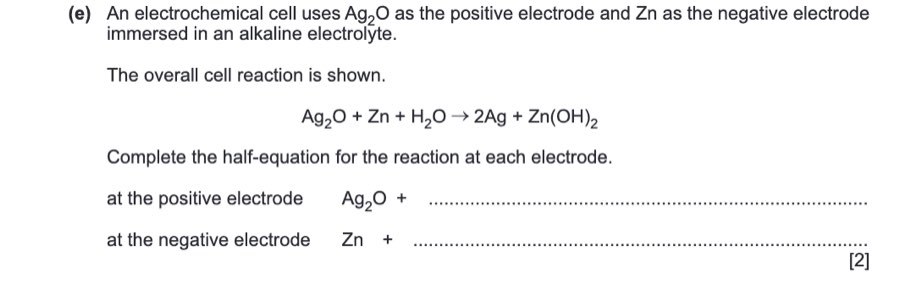 (e) An electrochemical cell uses Ag₂O as the positive electrode and Zn as the negative electrode
immersed in an alkaline electrolyte.
The overall cell reaction is shown.
Ag₂O + Zn + H₂O → 2Ag + Zn(OH)₂
Complete the half-equation for the reaction at each electrode.
at the positive electrode Ag₂O + ................................................................................
at the negative electrode Zn + ................................................................................
[2]